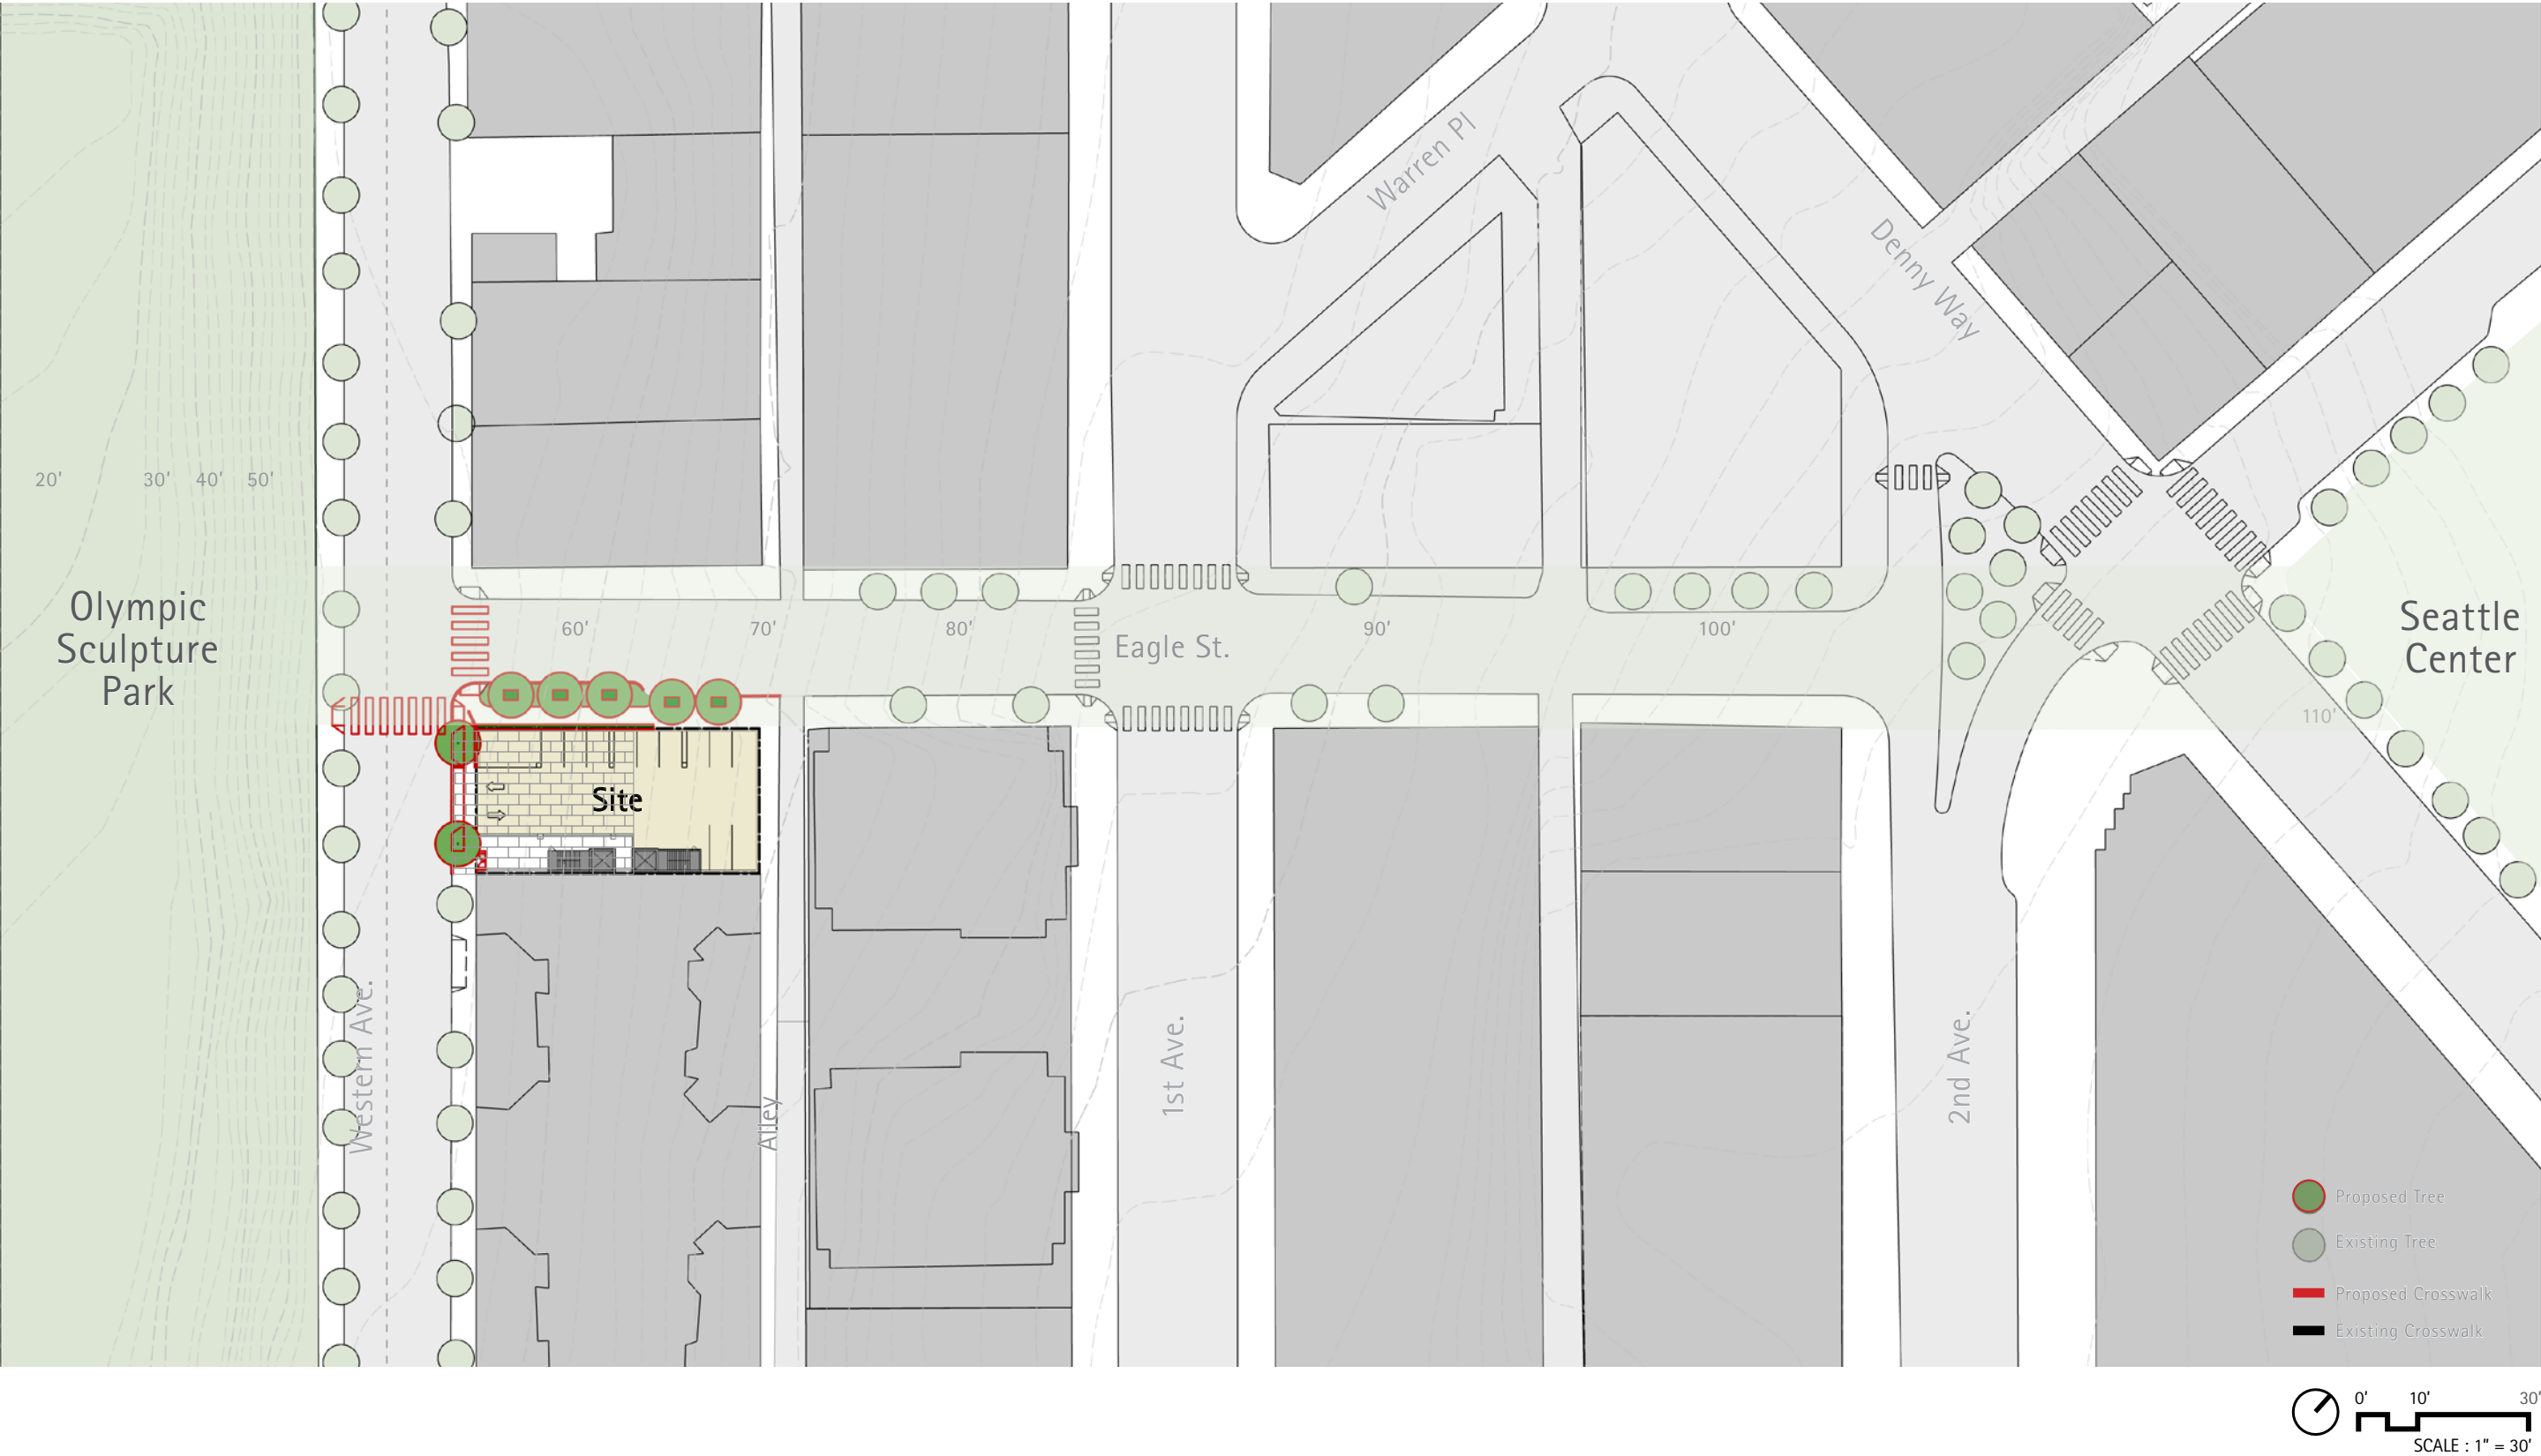 Warren Pl
Denny Way
20' 30' 40' 50'
Olympic
Sculpture
Park
60' 70' 80' 90' 100'
Eagle St.
Seattle
Center
110'
Site
Western Ave.
Alley
1st Ave.
2nd Ave.
Proposed Tree
Existing Tree
Proposed Crosswalk
Existing Crosswalk
0' 10' 30'
SCALE : 1" = 30'